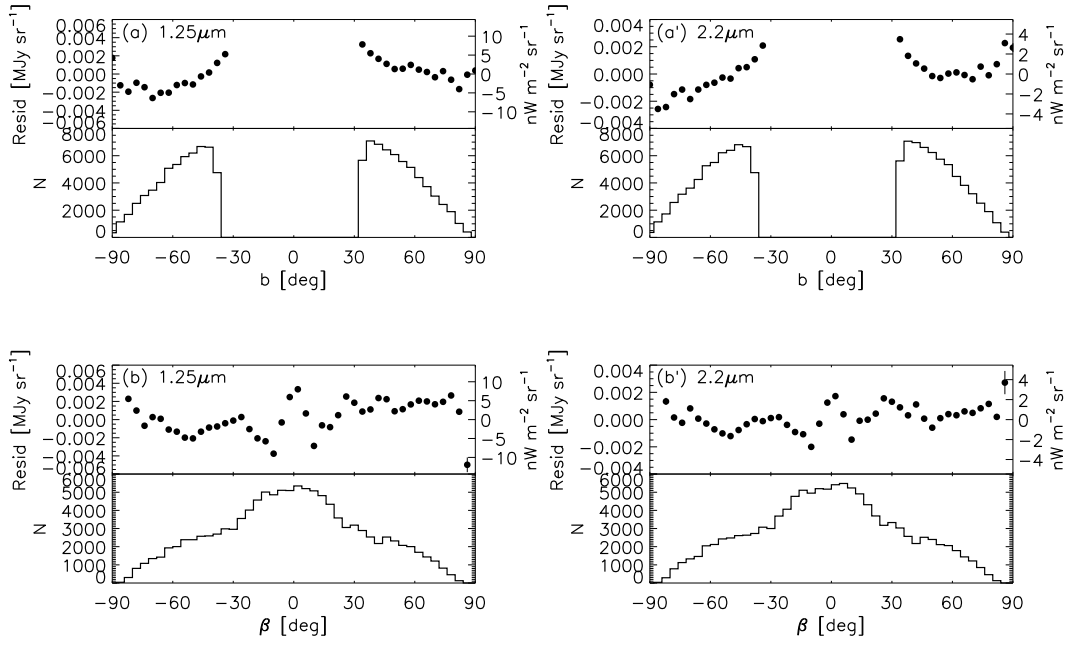 (a) 1.25μm
Resid [MJy sr⁻¹]
0.006
0.004
0.002
0.000
−0.002
−0.004
−0.006
10
5
0
−5
−10
nW m⁻² sr⁻¹
N
8000
6000
4000
2000
0
−90 −60 −30 0 30 60 90
b [deg]
(a') 2.2μm
Resid [MJy sr⁻¹]
0.004
0.002
0.000
−0.002
−0.004
4
2
0
−2
−4
nW m⁻² sr⁻¹
N
8000
6000
4000
2000
0
−90 −60 −30 0 30 60 90
b [deg]
(b) 1.25μm
Resid [MJy sr⁻¹]
0.006
0.004
0.002
0.000
−0.002
−0.004
−0.006
10
5
0
−5
−10
nW m⁻² sr⁻¹
N
6000
5000
4000
3000
2000
1000
0
−90 −60 −30 0 30 60 90
β [deg]
(b') 2.2μm
Resid [MJy sr⁻¹]
0.004
0.002
0.000
−0.002
−0.004
4
2
0
−2
−4
nW m⁻² sr⁻¹
N
6000
5000
4000
3000
2000
1000
0
−90 −60 −30 0 30 60 90
β [deg]